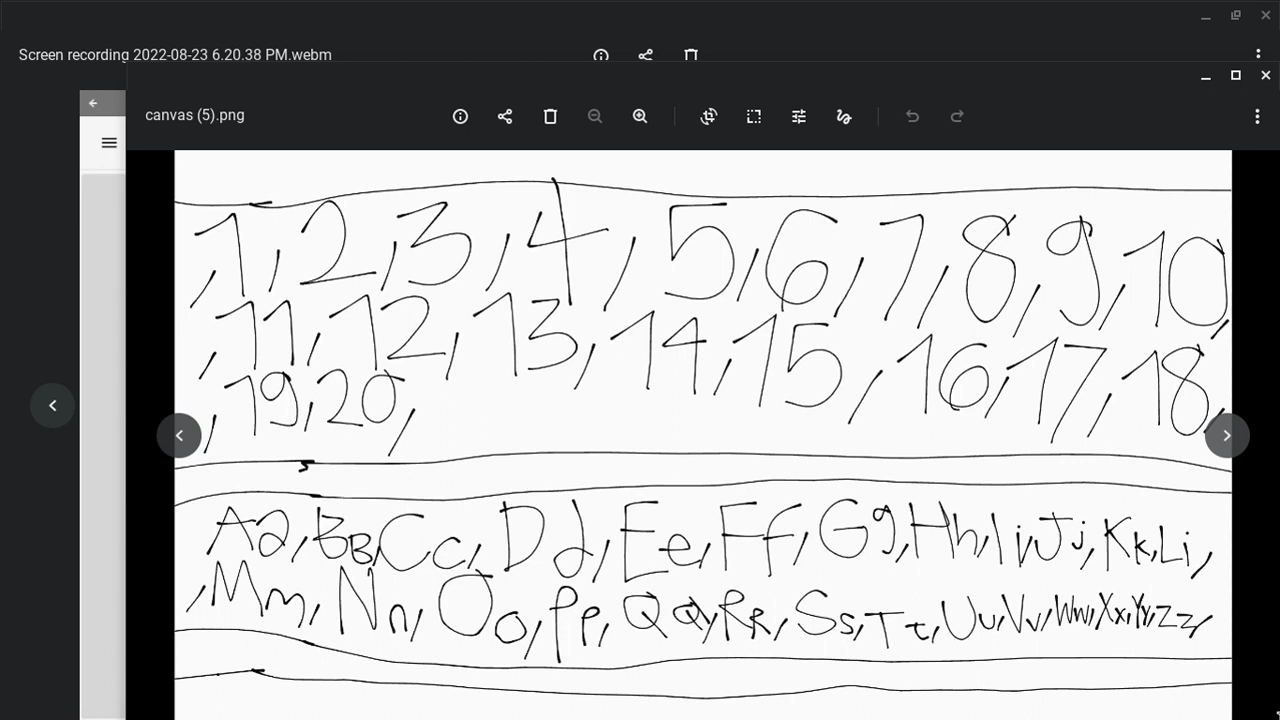 Screen recording 2022-08-23 6.20.38 PM.webm
canvas (5).png
,1,2,3,4,5,6,7,8,9,10,
,11,12,13,14,15,16,17,18,
,19,20,
Aa,BB,Cc,Dd,Ee,Ff,Gg,Hh,Ii,Jj,Kk,Li,
,Mm,Nn,Oo,Pp,QQ,RR,Ss,Tt,Uu,Vv,Ww,Xx,Yy,Zz,